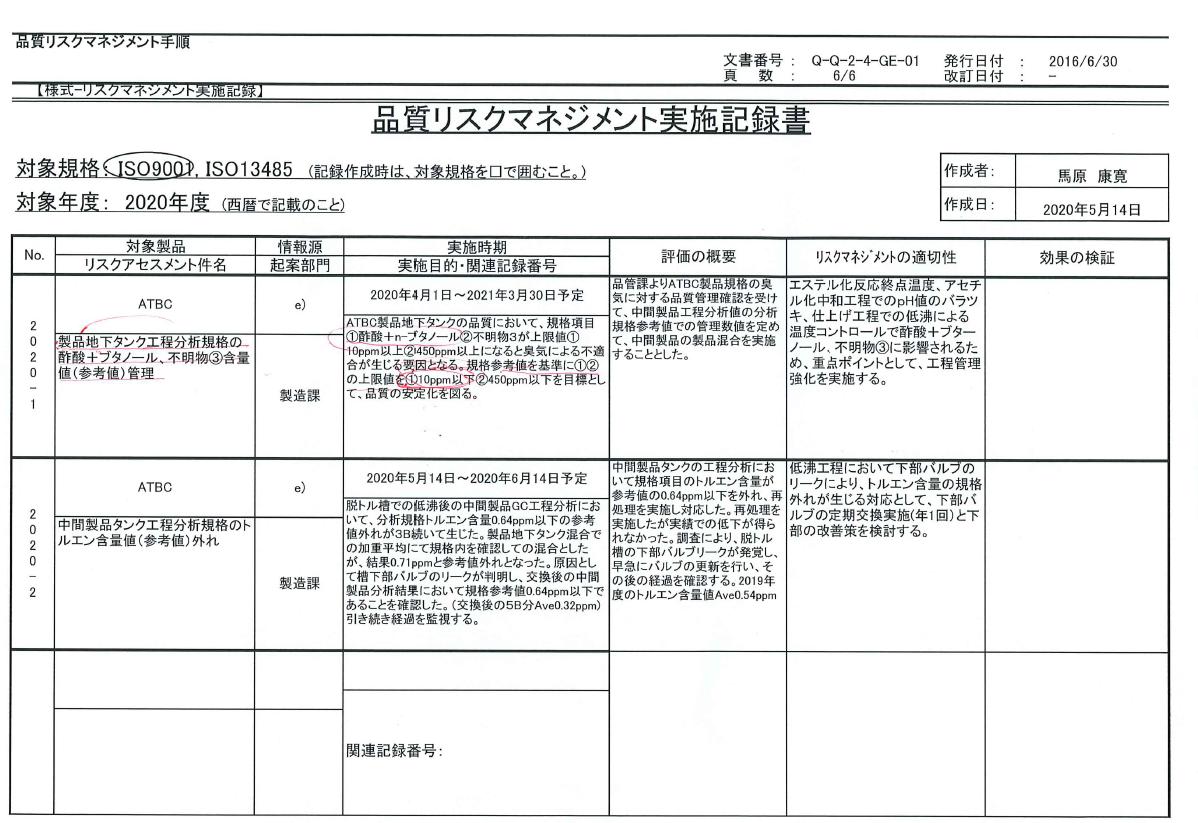 品質リスクマネジメント手順
文書番号 : Q-Q-2-4-GE-01 発行日付 : 2016/6/30
頁 数 : 6/6 改訂日付 : -
【様式-リスクマネジメント実施記録】
品質リスクマネジメント実施記録書
対象規格: ISO9001, ISO13485 (記録作成時は、対象規格を口で囲むこと。)
対象年度: 2020年度 (西暦で記載のこと)
作成者: 馬原 康寛
作成日: 2020年5月14日
No.
対象製品
リスクアセスメント件名
情報源
起案部門
実施時期
実施目的・関連記録番号
評価の概要
リスクマネジメントの適切性
効果の検証
2020-1
ATBC
製品地下タンク工程分析規格の
酢酸+ブタノール、不明物③含量
値(参考値)管理
e)
製造課
2020年4月1日～2021年3月30日予定
ATBC製品地下タンクの品質において、規格項目
①酢酸+n-ブタノール②不明物3が上限値①
10ppm以上②450ppm以上になると臭気による不適
合が生じる要因となる。規格参考値を基準に①②
の上限値を①10ppm以下②450ppm以下を目標とし
て、品質の安定化を図る。
品管課よりATBC製品規格の臭
気に対する品質管理確認を受け
て、中間製品工程分析値の分析
規格参考値での管理数値を定め
て、中間製品の製品混合を実施
することとした。
エステル化反応終点温度、アセチ
ル化中和工程でのpH値のバラツ
キ、仕上げ工程での低沸による
温度コントロールで酢酸+ブター
ノール、不明物③に影響されるた
め、重点ポイントとして、工程管理
強化を実施する。
2020-2
ATBC
中間製品タンク工程分析規格のト
ルエン含量値(参考値)外れ
e)
製造課
2020年5月14日～2020年6月14日予定
脱トル槽での低沸後の中間製品GC工程分析にお
いて、分析規格トルエン含量0.64ppm以下の参考
値外れが3B続いて生じた。製品地下タンク混合で
の加重平均にて規格内を確認しての混合とした
が、結果0.71ppmと参考値外れとなった。原因とし
て槽下部バルブのリークが判明し、交換後の中間
製品分析結果において規格参考値0.64ppm以下で
あることを確認した。(交換後の5B分Ave0.32ppm)
引き続き経過を監視する。
中間製品タンクの工程分析にお
いて規格項目のトルエン含量が
参考値の0.64ppm以下を外れ、再
処理を実施し対応した。再処理を
実施したが実績での低下が得ら
れなかった。調査により、脱トル
槽の下部バルブリークが発覚し、
早急にバルブの更新を行い、そ
の後の経過を確認する。2019年
度のトルエン含量値Ave0.54ppm
低沸工程において下部バルブの
リークにより、トルエン含量の規格
外れが生じる対応として、下部バ
ルブの定期交換実施(年1回)と下
部の改善策を検討する。
関連記録番号: